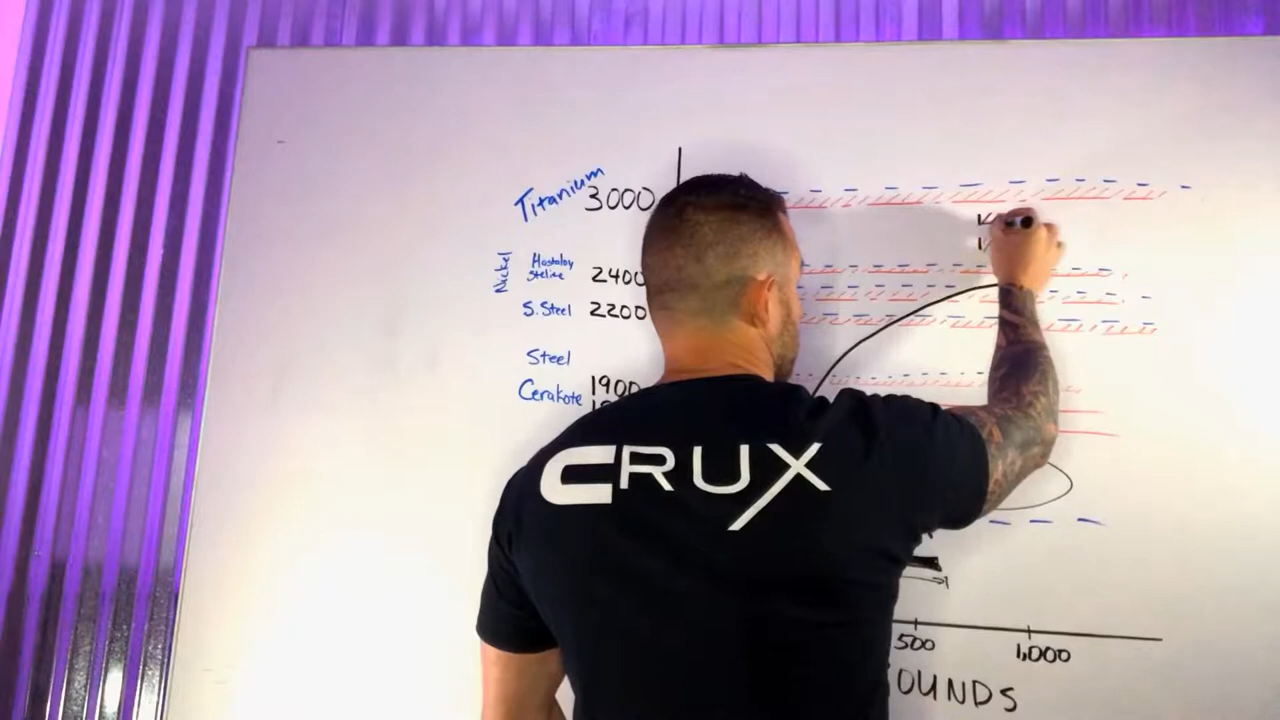 Titanium 3000
Nickel
Hastaloy
Stelite 2400
S. Steel 2200
Steel
Cerakote 1900
CRUX
500 1,000
OUNDS